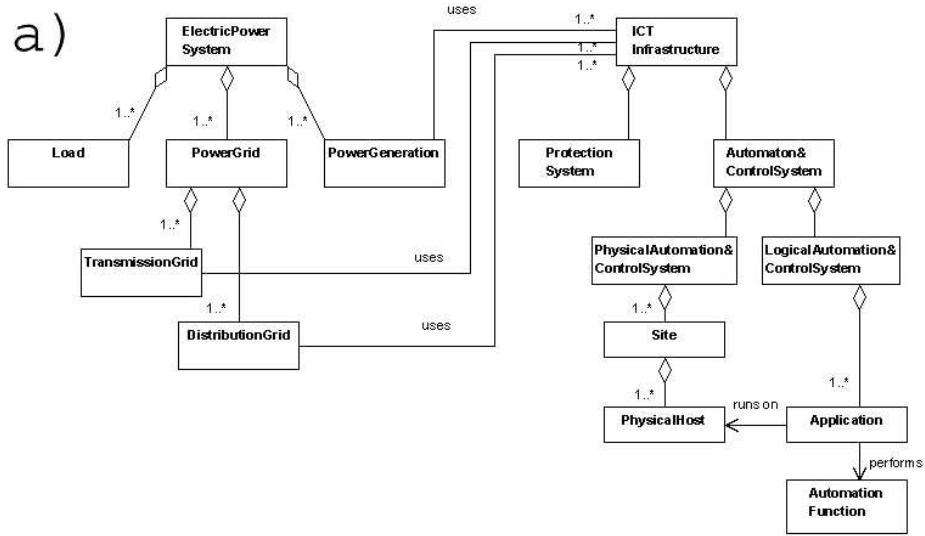 a)
ElectricPower
System
uses
1..*
ICT
Infrastructure
1..*
1..*
1..*
1..*
1..*
Load
PowerGrid
PowerGeneration
Protection
System
Automaton&
ControlSystem
1..*
TransmissionGrid
uses
PhysicalAutomation&
ControlSystem
LogicalAutomation&
ControlSystem
1..*
DistributionGrid
uses
1..*
Site
1..*
1..*
PhysicalHost
runs on
Application
performs
Automation
Function